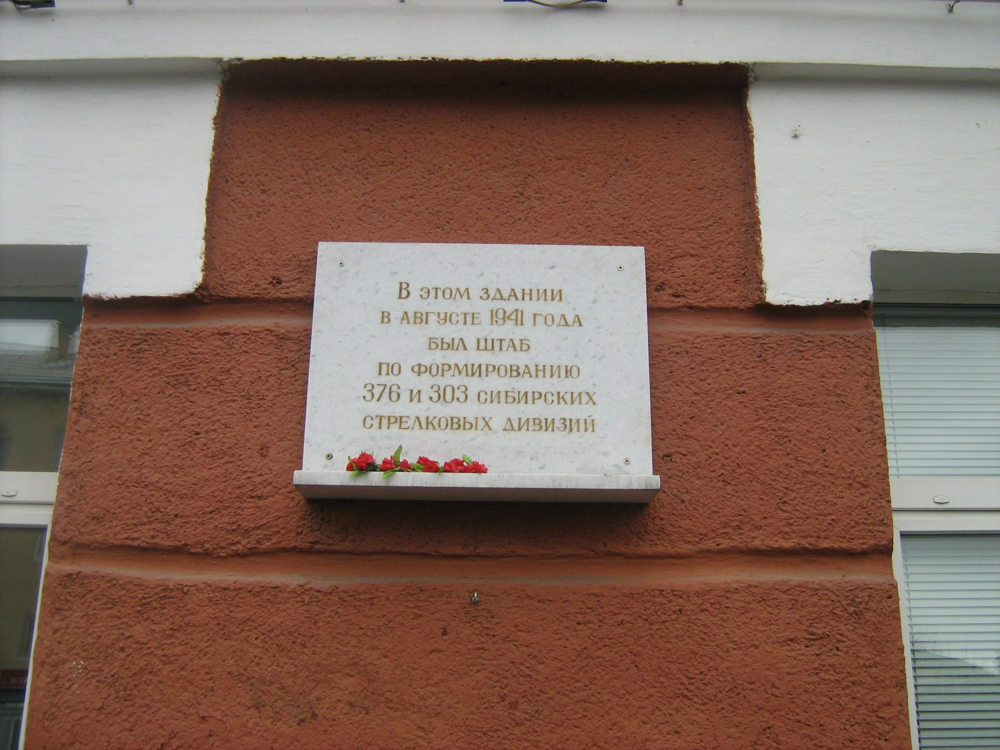 В ЭТОМ ЗДАНИИ
В АВГУСТЕ 1941 ГОДА
БЫЛ ШТАБ
ПО ФОРМИРОВАНИЮ
376 И 303 СИБИРСКИХ
СТРЕЛКОВЫХ ДИВИЗИЙ